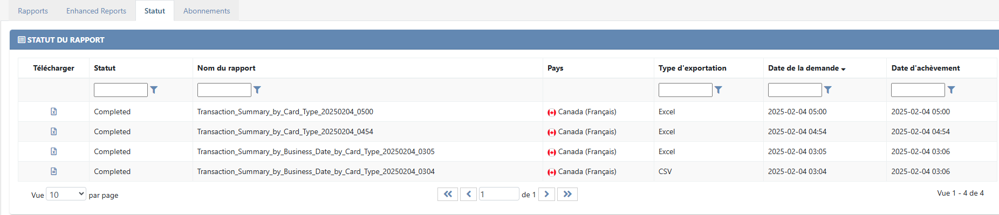 Rapports Enhanced Reports Statut Abonnements
STATUT DU RAPPORT
Télécharger Statut Nom du rapport Pays Type d'exportation Date de la demande Date d'achèvement
Completed Transaction_Summary_by_Card_Type_20250204_0500 Canada (Français) Excel 2025-02-04 05:00 2025-02-04 05:00
Completed Transaction_Summary_by_Card_Type_20250204_0454 Canada (Français) Excel 2025-02-04 04:54 2025-02-04 04:54
Completed Transaction_Summary_by_Business_Date_by_Card_Type_20250204_0305 Canada (Français) Excel 2025-02-04 03:05 2025-02-04 03:06
Completed Transaction_Summary_by_Business_Date_by_Card_Type_20250204_0304 Canada (Français) CSV 2025-02-04 03:04 2025-02-04 03:06
Vue 10 par page 1 de 1 Vue 1 - 4 de 4